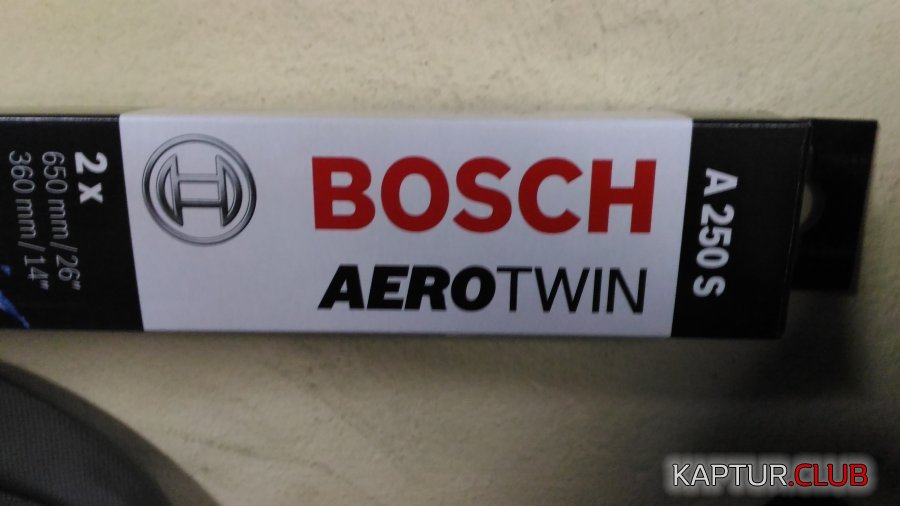 2 x
650 mm / 26"
360 mm / 14"
BOSCH
AEROTWIN
A 250 S
KAPTUR.CLUB